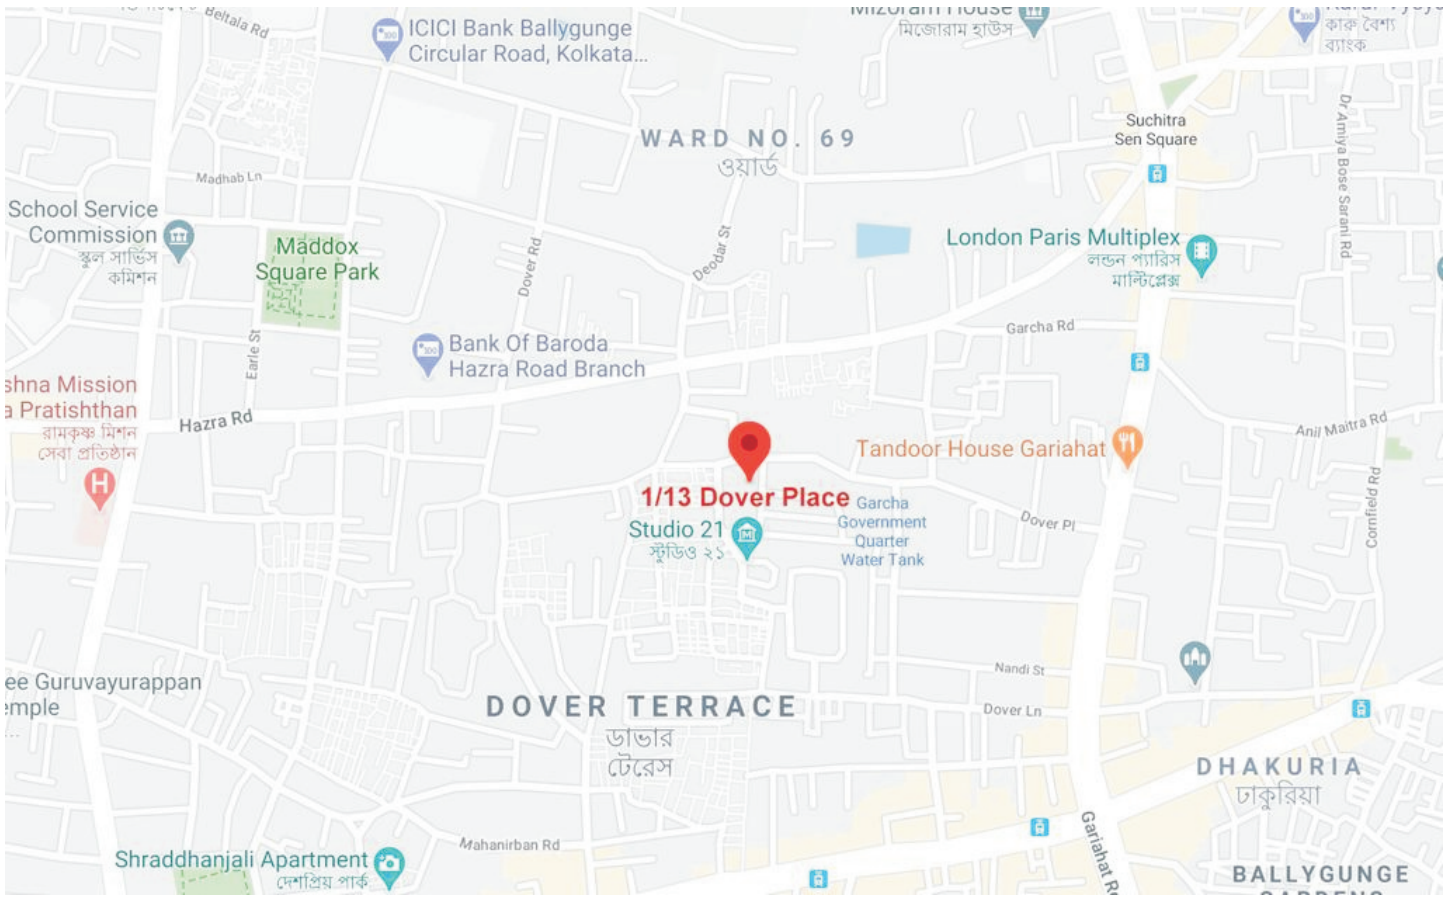 Beltala Rd
ICICI Bank Ballygunge
Circular Road, Kolkata...
Mizoram House
মিজোরাম হাউস
কারু বৈশ্য
ব্যাংক
WARD NO. 69
ওয়ার্ড
Suchitra
Sen Square
Dr Amiya Bose Sarani Rd
Madhab Ln
School Service
Commission
স্কুল সার্ভিস
কমিশন
Maddox
Square Park
Dover Rd
Deodar St
London Paris Multiplex
লন্ডন প্যারিস
মাল্টিপ্লেক্স
Garcha Rd
Earle St
Bank Of Baroda
Hazra Road Branch
shna Mission
a Pratishthan
রামকৃষ্ণ মিশন
সেবা প্রতিষ্ঠান
H
Hazra Rd
Anil Maitra Rd
Tandoor House Gariahat
1/13 Dover Place
Garcha
Government
Quarter
Water Tank
Studio 21
স্টুডিও ২১
Dover Pl
Cornfield Rd
Nandi St
ee Guruvayurappan
emple
...
DOVER TERRACE
ডাভার
টেরেস
Dover Ln
DHAKURIA
ঢাকুরিয়া
Mahanirban Rd
Gariahat R
Shraddhanjali Apartment
দেশপ্রিয় পার্ক
BALLYGUNGE
GARDENS